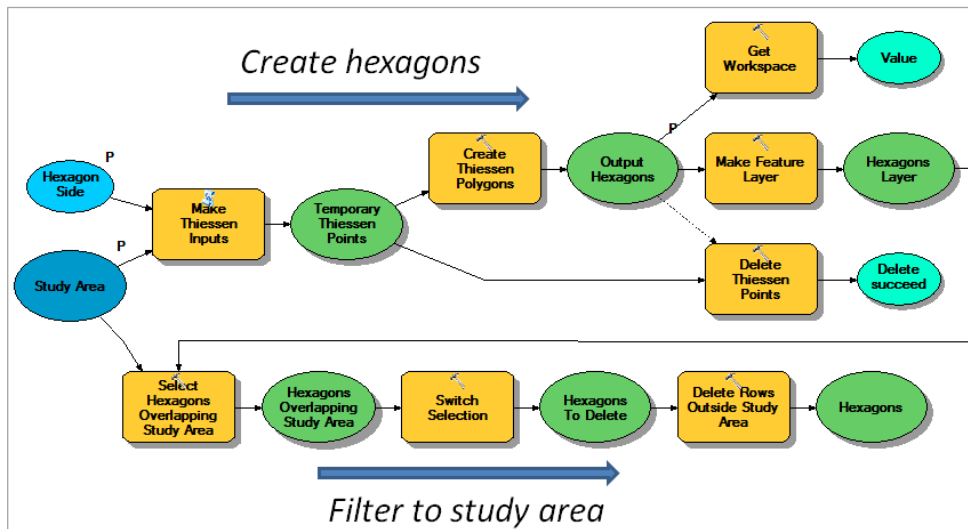 Create hexagons
Get
Workspace
Value
P
Hexagon
Side
P
Make
Thiessen
Inputs
Temporary
Thiessen
Points
Create
Thiessen
Polygons
Output
Hexagons
P
Make Feature
Layer
Hexagons
Layer
Study Area
P
Delete
Thiessen
Points
Delete
succeed
Select
Hexagons
Overlapping
Study Area
Hexagons
Overlapping
Study Area
Switch
Selection
Hexagons
To Delete
Delete Rows
Outside Study
Area
Hexagons
Filter to study area